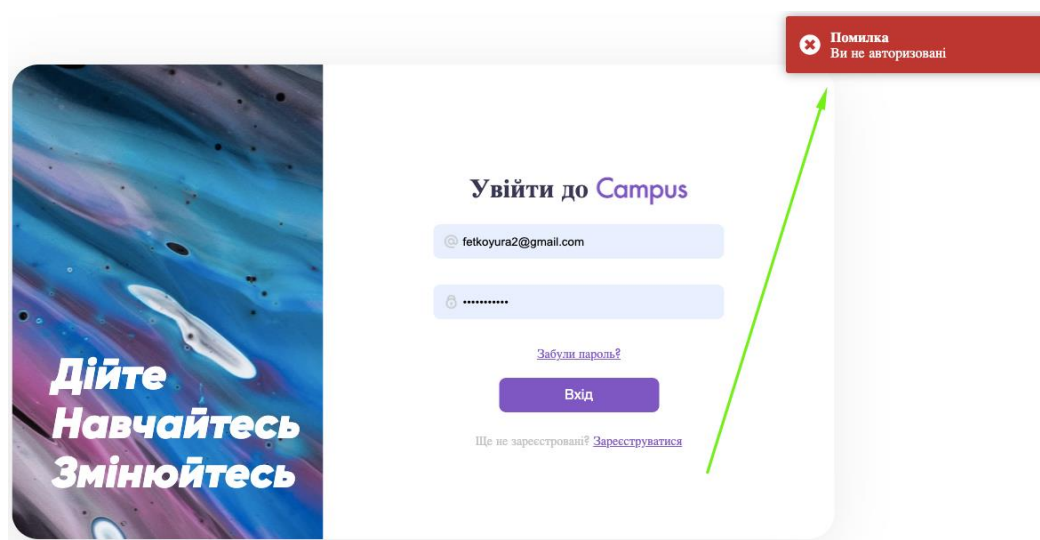 Помилка
Ви не авторизовані
Увійти до Campus
@ fetkoyura2@gmail.com
•••••••••••
Забули пароль?
Вхід
Ще не зареєстровані? Зареєструватися
Дійте
Навчайтесь
Змінюйтесь